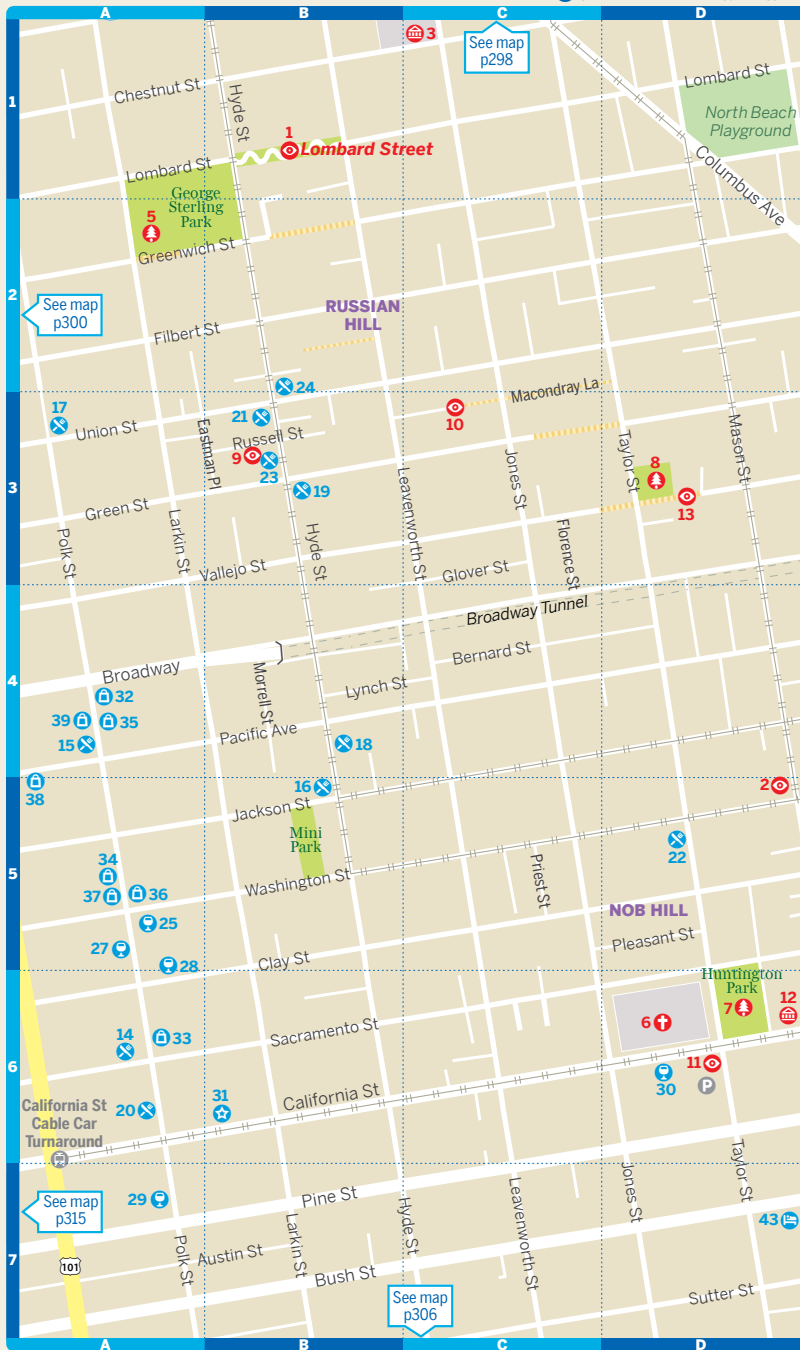 A
B
C
D
3
See map
p298
Chestnut St
Hyde St
Lombard St
North Beach
Playground
1
1
Lombard Street
Lombard St
Columbus Ave
George
Sterling
Park
5
Greenwich St
2
See map
p300
RUSSIAN
HILL
Filbert St
24
Macondray La
17
21
10
Union St
Eastman Pl
Russell St
9
23
Taylor St
8
Mason St
3
19
Leavenworth St
Jones St
13
Green St
Polk St
Larkin St
Hyde St
Florence St
Vallejo St
Glover St
Broadway Tunnel
Broadway
Bernard St
4
Morrell St
Lynch St
32
39
35
15
Pacific Ave
18
38
16
2
Jackson St
Mini
Park
22
34
5
37
36
Washington St
Priest St
25
NOB HILL
Pleasant St
27
28
Clay St
Huntington
Park
7
12
6
14
33
Sacramento St
11
30
P
6
California St
31
20
California St
Cable Car
Turnaround
29
Pine St
See map
p315
Polk St
Larkin St
Hyde St
Leavenworth St
Jones St
Taylor St
43
7
101
Austin St
Bush St
See map
p306
Sutter St
A
B
C
D